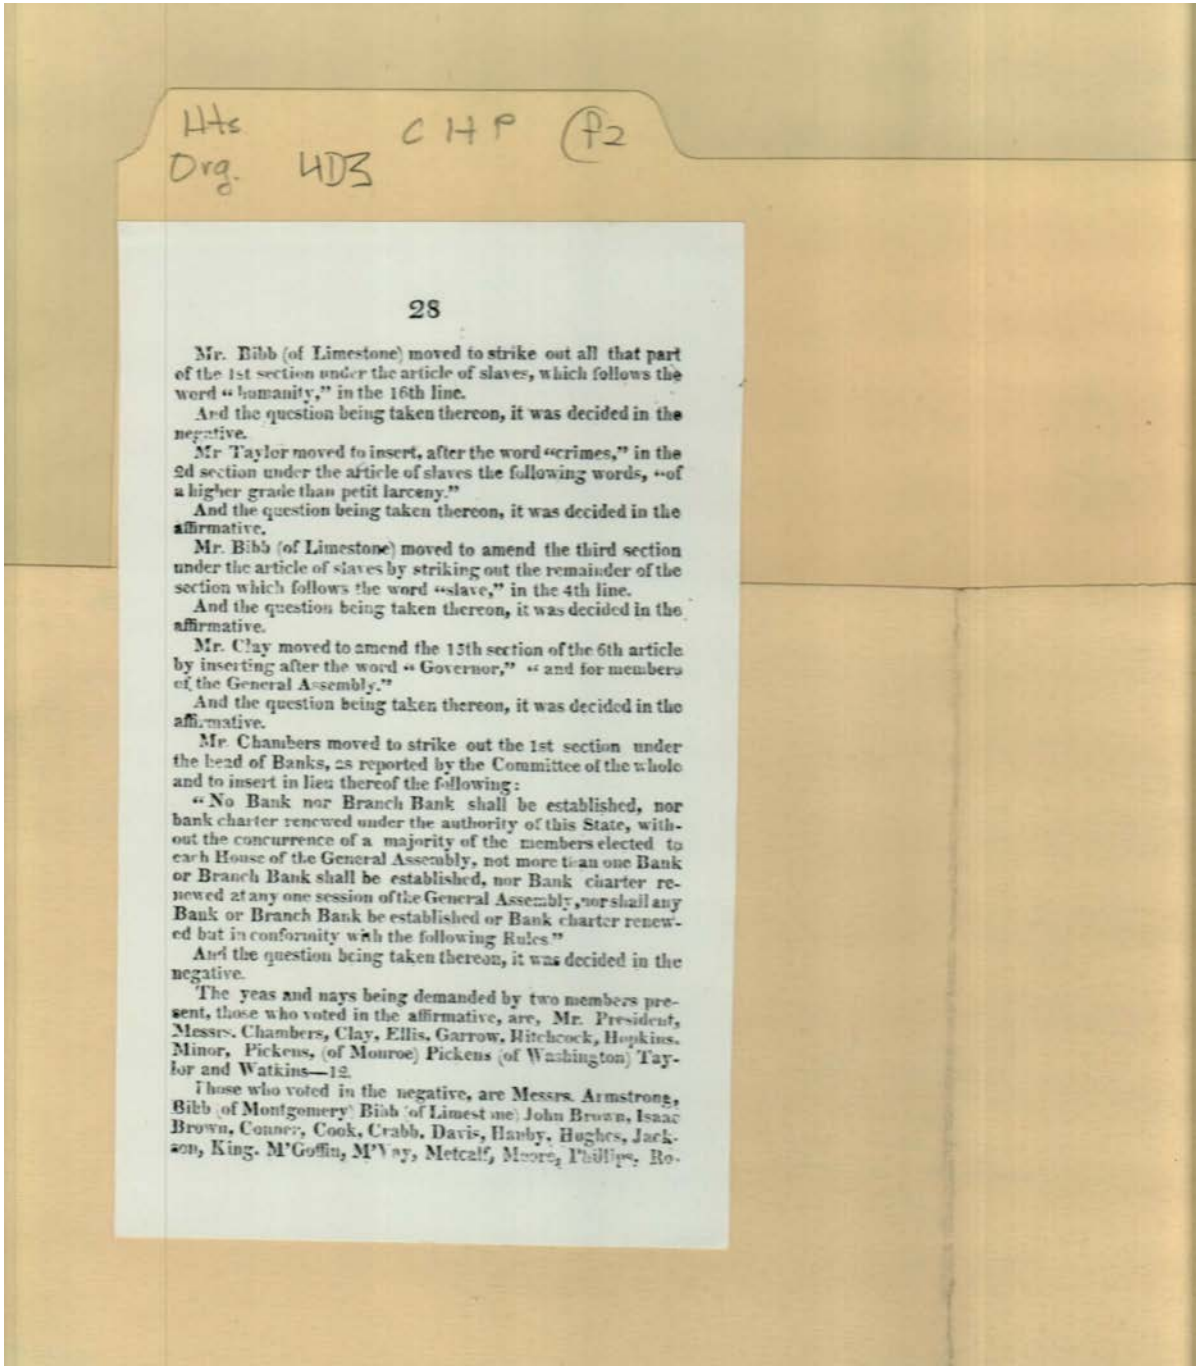 Hts C H P P2
Org. HD3
28
Mr. Bibb (of Limestone) moved to strike out all that part
of the 1st section under the article of slaves, which follows the
word “ humanity,” in the 16th line.
And the question being taken thereon, it was decided in the
negative.
Mr Taylor moved to insert, after the word “crimes,” in the
2d section under the article of slaves the following words, “of
a higher grade than petit larceny.”
And the question being taken thereon, it was decided in the
affirmative.
Mr. Bibb (of Limestone) moved to amend the third section
under the article of slaves by striking out the remainder of the
section which follows the word “slave,” in the 4th line.
And the question being taken thereon, it was decided in the
affirmative.
Mr. Clay moved to amend the 15th section of the 6th article
by inserting after the word “ Governor,” “ and for members
of the General Assembly.”
And the question being taken thereon, it was decided in the
affirmative.
Mr. Chambers moved to strike out the 1st section under
the head of Banks, as reported by the Committee of the whole
and to insert in lieu thereof the following:
“ No Bank nor Branch Bank shall be established, nor
bank charter renewed under the authority of this State, with-
out the concurrence of a majority of the members elected to
each House of the General Assembly, not more than one Bank
or Branch Bank shall be established, nor Bank charter re-
newed at any one session of the General Assembly, nor shall any
Bank or Branch Bank be established or Bank charter renew-
ed but in conformity with the following Rules.”
And the question being taken thereon, it was decided in the
negative.
The yeas and nays being demanded by two members pre-
sent, those who voted in the affirmative, are, Mr. President,
Messrs. Chambers, Clay, Ellis, Garrow, Hitchcock, Hopkins,
Minor, Pickens, (of Monroe) Pickens (of Washington) Tay-
lor and Watkins—12.
Those who voted in the negative, are Messrs. Armstrong,
Bibb (of Montgomery) Bibb (of Limestone) John Brown, Isaac
Brown, Conner, Cook, Crabb, Davis, Hanby, Hughes, Jack-
son, King, M'Goffin, M'Vay, Metcalf, Moore, Phillips, Ro-